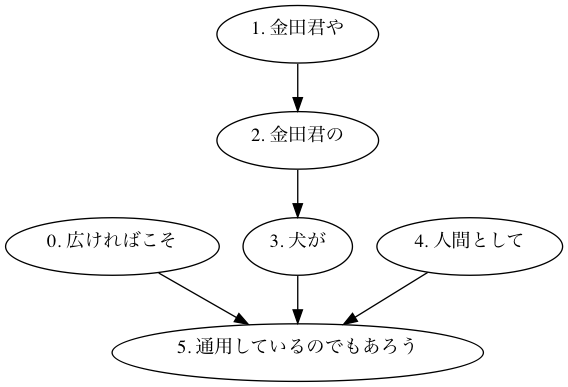 1. 金田君や
2. 金田君の
0. 広ければこそ
3. 犬が
4. 人間として
5. 通用しているのでもあろう